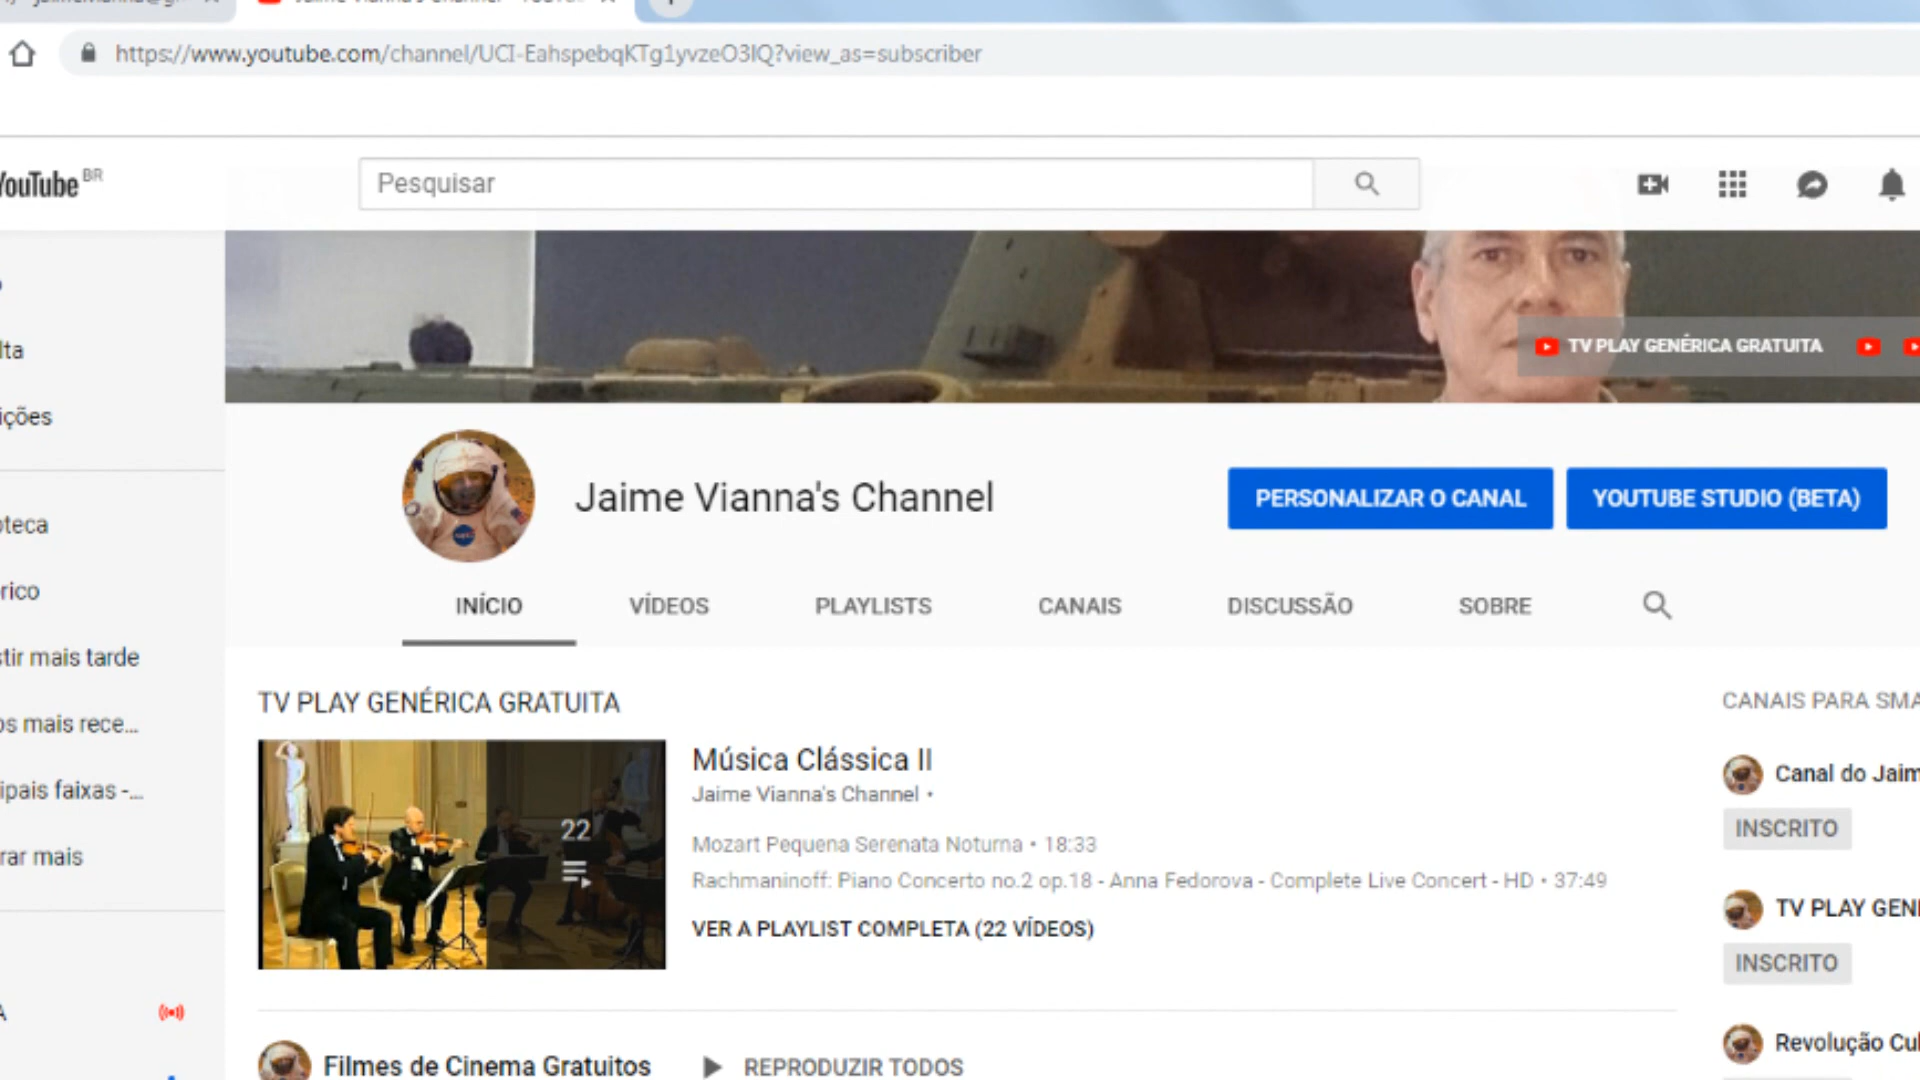 https://www.youtube.com/channel/UCI-EahspebqKTg1yvzeO3IQ?view_as=subscriber
YouTube BR
Pesquisar
TV PLAY GENÉRICA GRATUITA
lta
ições
Jaime Vianna's Channel
PERSONALIZAR O CANAL
YOUTUBE STUDIO (BETA)
oteca
rico
INÍCIO
VÍDEOS
PLAYLISTS
CANAIS
DISCUSSÃO
SOBRE
stir mais tarde
os mais rece...
ipais faixas -...
rar mais
TV PLAY GENÉRICA GRATUITA
22
Música Clássica II
Jaime Vianna's Channel •
Mozart Pequena Serenata Noturna • 18:33
Rachmaninoff: Piano Concerto no.2 op.18 - Anna Fedorova - Complete Live Concert - HD • 37:49
VER A PLAYLIST COMPLETA (22 VÍDEOS)
CANAIS PARA SMA
Canal do Jaim
INSCRITO
TV PLAY GEN
INSCRITO
Revolução Cul
A
Filmes de Cinema Gratuitos
REPRODUZIR TODOS